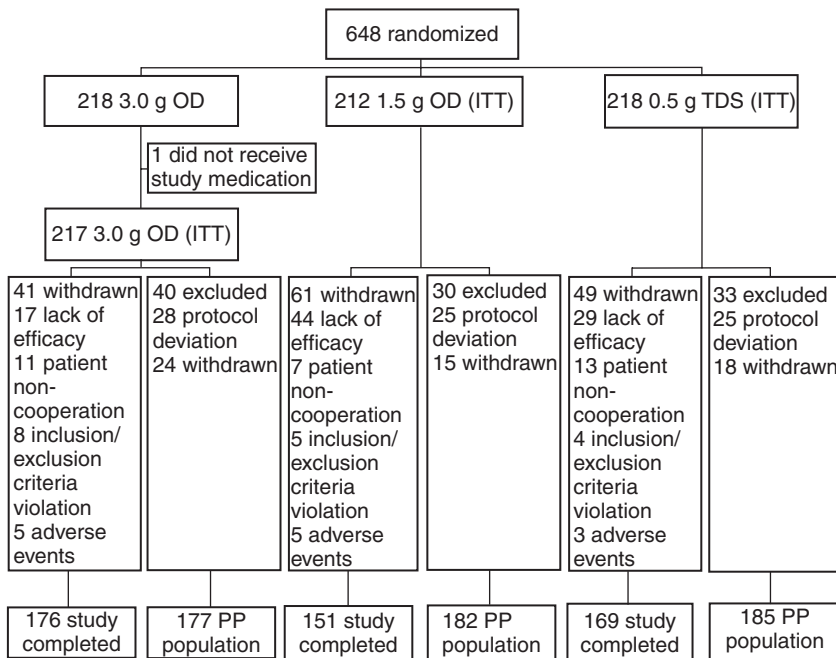 648 randomized
218 3.0 g OD
212 1.5 g OD (ITT)
218 0.5 g TDS (ITT)
1 did not receive
study medication
217 3.0 g OD (ITT)
41 withdrawn
17 lack of
efficacy
11 patient
non-
cooperation
8 inclusion/
exclusion
criteria
violation
5 adverse
events
40 excluded
28 protocol
deviation
24 withdrawn
61 withdrawn
44 lack of
efficacy
7 patient
non-
cooperation
5 inclusion/
exclusion
criteria
violation
5 adverse
events
30 excluded
25 protocol
deviation
15 withdrawn
49 withdrawn
29 lack of
efficacy
13 patient
non-
cooperation
4 inclusion/
exclusion
criteria
violation
3 adverse
events
33 excluded
25 protocol
deviation
18 withdrawn
176 study
completed
177 PP
population
151 study
completed
182 PP
population
169 study
completed
185 PP
population